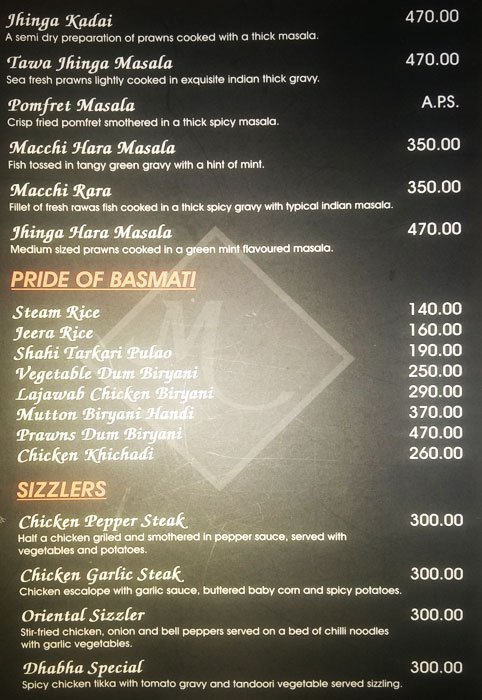 Jhinga Kadai 470.00
A semi dry preparation of prawns cooked with a thick masala.
Tawa Jhinga Masala 470.00
Sea fresh prawns lightly cooked in exquisite indian thick gravy.
Pomfret Masala A.P.S.
Crisp fried pomfret smothered in a thick spicy masala.
Macchi Hara Masala 350.00
Fish tossed in tangy green gravy with a hint of mint.
Macchi Rara 350.00
Fillet of fresh rawas fish cooked in a thick spicy gravy with typical indian masala.
Jhinga Hara Masala 470.00
Medium sized prawns cooked in a green mint flavoured masala.
PRIDE OF BASMATI
Steam Rice 140.00
Jeera Rice 160.00
Shahi Tarkari Pulao 190.00
Vegetable Dum Biryani 250.00
Lajawab Chicken Biryani 290.00
Mutton Biryani Handi 370.00
Prawns Dum Biryani 470.00
Chicken Khichadi 260.00
SIZZLERS
Chicken Pepper Steak 300.00
Half a chicken griled and smothered in pepper sauce, served with
vegetables and potatoes.
Chicken Garlic Steak 300.00
Chicken escalope with garlic sauce, buttered baby corn and spicy potatoes.
Oriental Sizzler 300.00
Stir-fried chicken, onion and bell peppers served on a bed of chilli noodles
with garlic vegetables.
Dhabha Special 300.00
Spicy chicken tikka with tomato gravy and tandoori vegetable served sizzling.